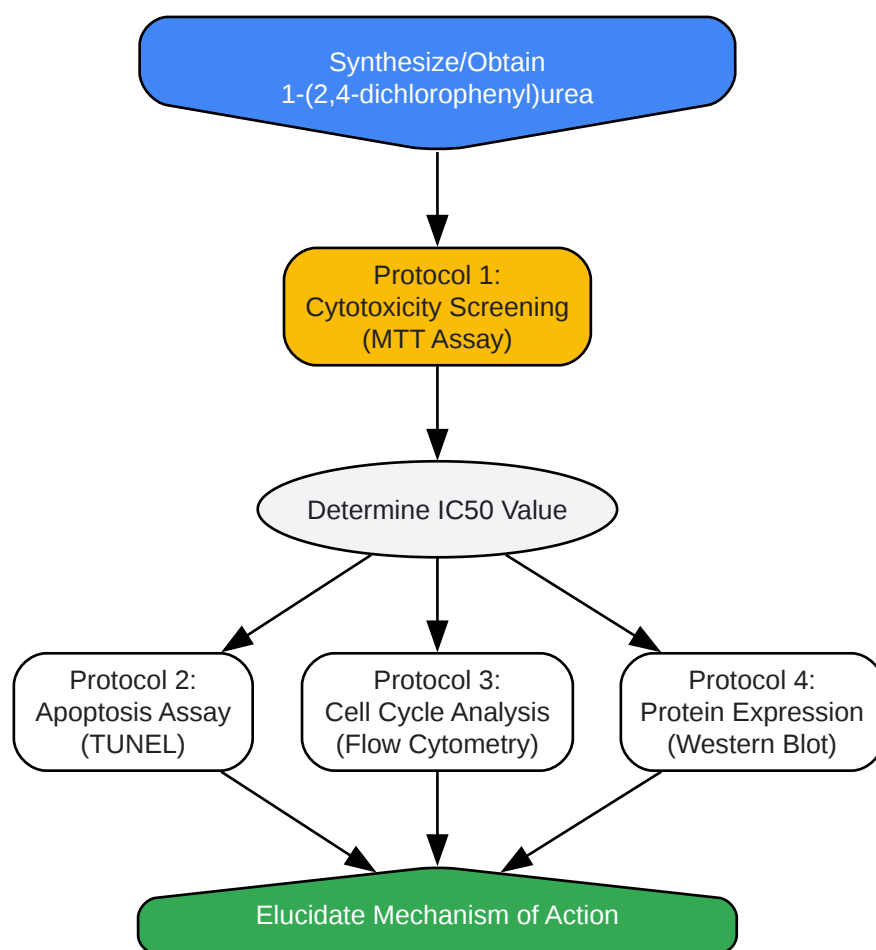 Synthesize/Obtain
1-(2,4-dichlorophenyl)urea
Protocol 1:
Cytotoxicity Screening
(MTT Assay)
Determine IC50 Value
Protocol 2:
Apoptosis Assay
(TUNEL)
Protocol 3:
Cell Cycle Analysis
(Flow Cytometry)
Protocol 4:
Protein Expression
(Western Blot)
Elucidate Mechanism of Action